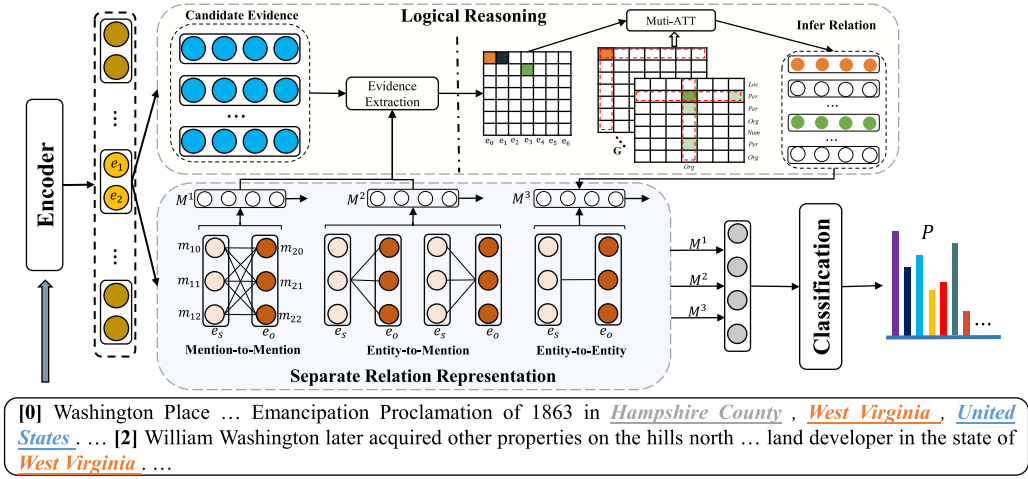 Candidate Evidence
Logical Reasoning
Muti-ATT
Infer Relation
Evidence
Extraction
...
...
...
...
...
Encoder
e₁
e₂
e₀ e₁ e₂ e₃ e₄ e₅ e₆
G
Loc
Per
Per
Org
Num
Per
Org
Org
M¹
M²
M³
m₁₀
m₁₁
m₁₂
m₂₀
m₂₁
m₂₂
eₛ eₒ
eₛ eₒ eₛ eₒ
eₛ eₒ
Mention-to-Mention
Entity-to-Mention
Entity-to-Entity
Separate Relation Representation
M¹
M²
M³
Classification
P
...
[0] Washington Place … Emancipation Proclamation of 1863 in Hampshire County , West Virginia , United
States . … [2] William Washington later acquired other properties on the hills north … land developer in the state of
West Virginia . …